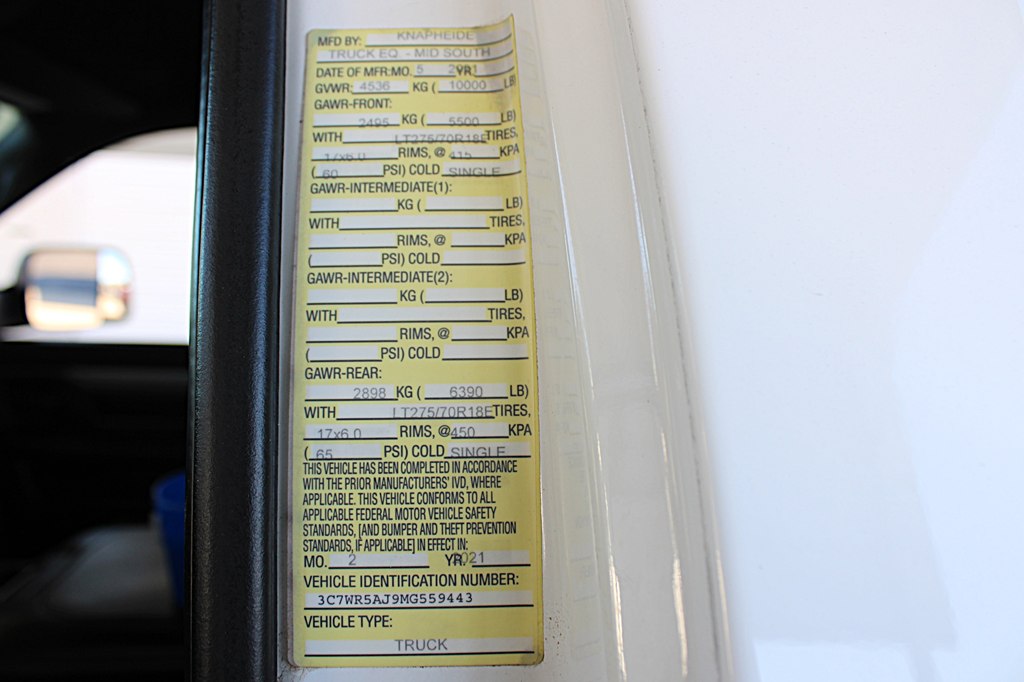 MFD BY: KNAPHEIDE
TRUCK EQ. - MID SOUTH
DATE OF MFR:MO. 5 YR. 2021
GVWR: 4536 KG ( 10000 LB)
GAWR-FRONT:
2495 KG ( 5500 LB)
WITH LT275/70R18E TIRES,
17x6.0 RIMS, @ 415 KPA
( 60 PSI) COLD SINGLE
GAWR-INTERMEDIATE(1):
KG ( LB)
WITH TIRES,
RIMS, @ KPA
( PSI) COLD
GAWR-INTERMEDIATE(2):
KG ( LB)
WITH TIRES,
RIMS, @ KPA
( PSI) COLD
GAWR-REAR:
2898 KG ( 6390 LB)
WITH LT275/70R18E TIRES,
17x6.0 RIMS, @ 450 KPA
( 65 PSI) COLD SINGLE
THIS VEHICLE HAS BEEN COMPLETED IN ACCORDANCE
WITH THE PRIOR MANUFACTURERS' IVD, WHERE
APPLICABLE. THIS VEHICLE CONFORMS TO ALL
APPLICABLE FEDERAL MOTOR VEHICLE SAFETY
STANDARDS, [AND BUMPER AND THEFT PREVENTION
STANDARDS, IF APPLICABLE] IN EFFECT IN:
MO. 2 YR. 2021
VEHICLE IDENTIFICATION NUMBER:
3C7WR5AJ9MG559443
VEHICLE TYPE:
TRUCK